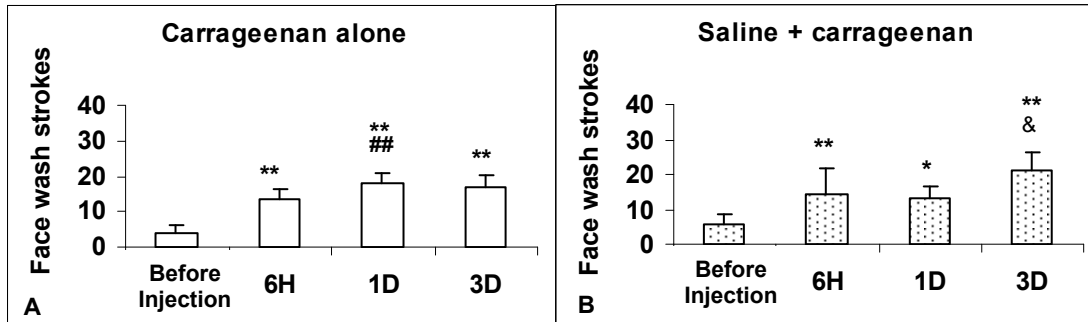 Carrageenan alone
Face wash strokes
40
30
20
10
0
**
**
##
**
Before
Injection
6H
1D
3D
A
Saline + carrageenan
Face wash strokes
40
30
20
10
0
**
*
**
&
Before
Injection
6H
1D
3D
B